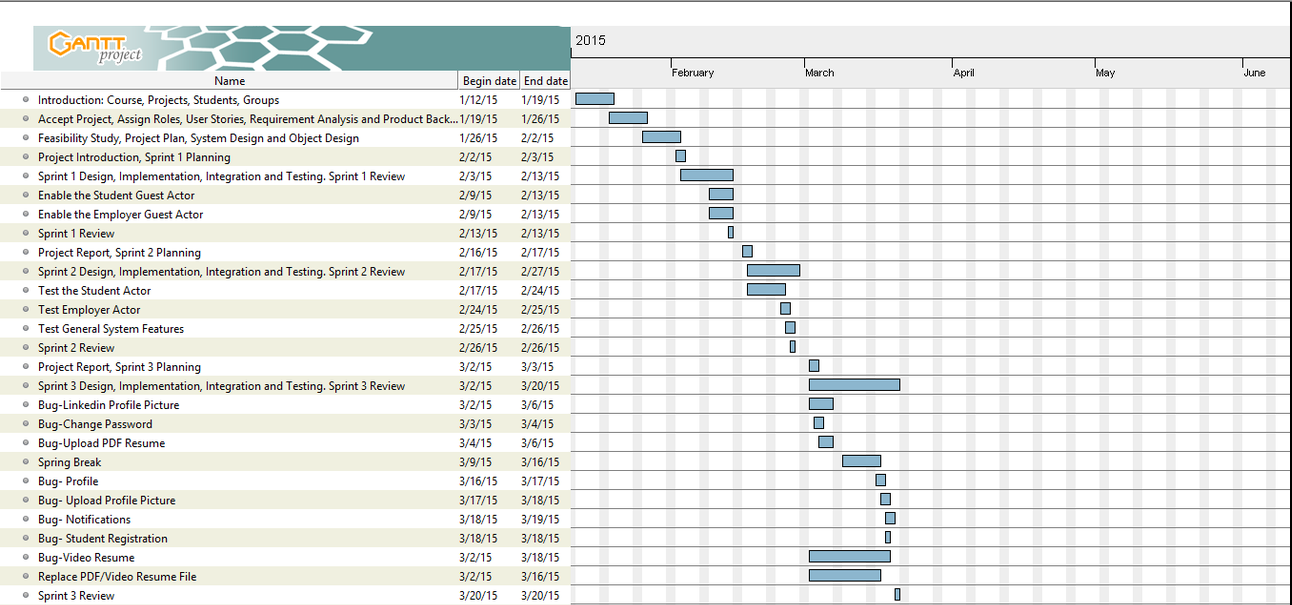 GANTT
project
2015
February March April May June
Name Begin date End date
Introduction: Course, Projects, Students, Groups 1/12/15 1/19/15
Accept Project, Assign Roles, User Stories, Requirement Analysis and Product Back... 1/19/15 1/26/15
Feasibility Study, Project Plan, System Design and Object Design 1/26/15 2/2/15
Project Introduction, Sprint 1 Planning 2/2/15 2/3/15
Sprint 1 Design, Implementation, Integration and Testing. Sprint 1 Review 2/3/15 2/13/15
Enable the Student Guest Actor 2/9/15 2/13/15
Enable the Employer Guest Actor 2/9/15 2/13/15
Sprint 1 Review 2/13/15 2/13/15
Project Report, Sprint 2 Planning 2/16/15 2/17/15
Sprint 2 Design, Implementation, Integration and Testing. Sprint 2 Review 2/17/15 2/27/15
Test the Student Actor 2/17/15 2/24/15
Test Employer Actor 2/24/15 2/25/15
Test General System Features 2/25/15 2/26/15
Sprint 2 Review 2/26/15 2/26/15
Project Report, Sprint 3 Planning 3/2/15 3/3/15
Sprint 3 Design, Implementation, Integration and Testing. Sprint 3 Review 3/2/15 3/20/15
Bug-Linkedin Profile Picture 3/2/15 3/6/15
Bug-Change Password 3/3/15 3/4/15
Bug-Upload PDF Resume 3/4/15 3/6/15
Spring Break 3/9/15 3/16/15
Bug- Profile 3/16/15 3/17/15
Bug- Upload Profile Picture 3/17/15 3/18/15
Bug- Notifications 3/18/15 3/19/15
Bug- Student Registration 3/18/15 3/18/15
Bug-Video Resume 3/2/15 3/18/15
Replace PDF/Video Resume File 3/2/15 3/16/15
Sprint 3 Review 3/20/15 3/20/15